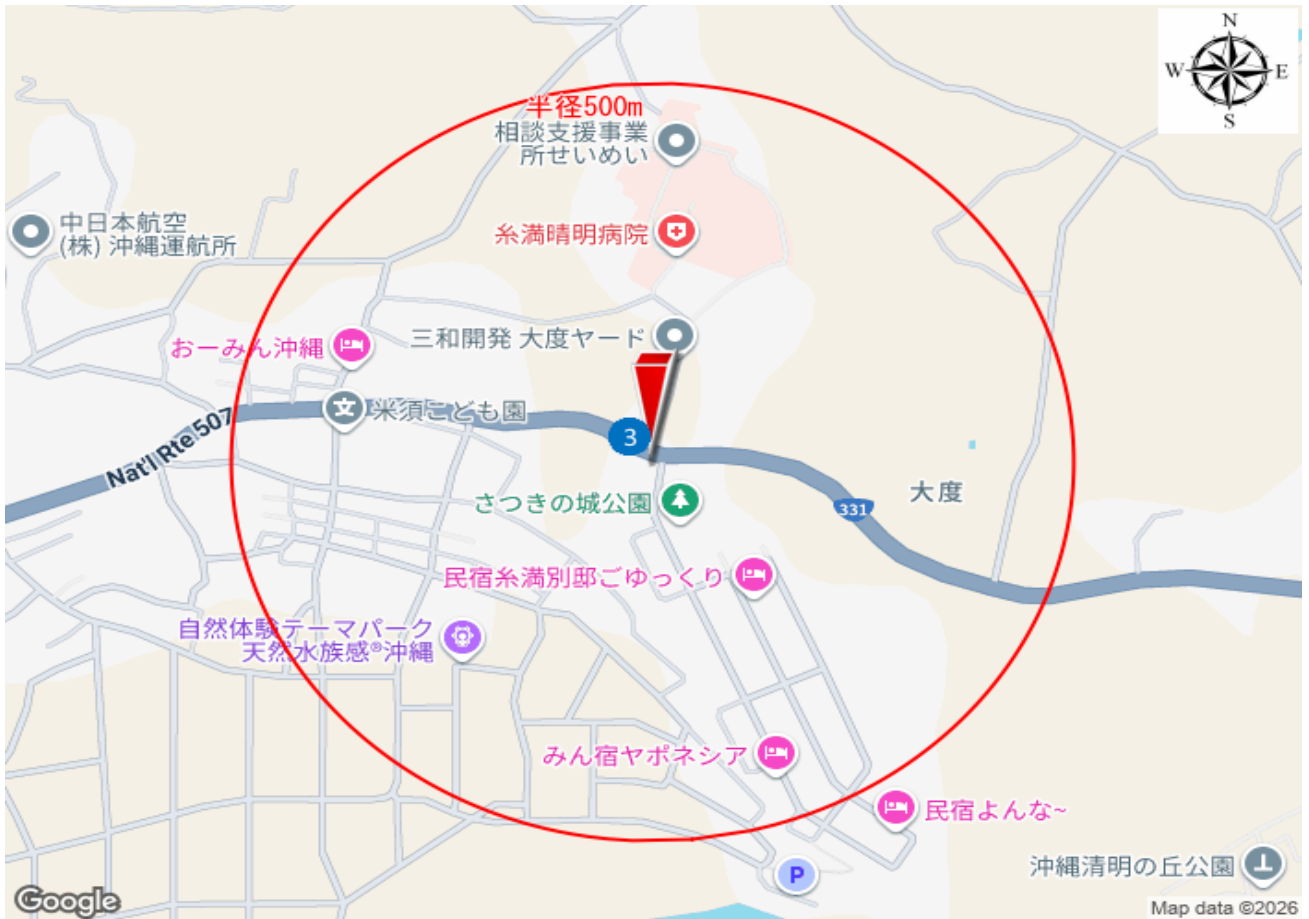 N
W
E
S
半径500m
相談支援事業
所せいめい
中日本航空
(株) 沖縄運航所
糸満晴明病院
三和開発 大度ヤード
おーみん沖縄
米須こども園
Nat'l Rte 507
3
さつきの城公園
331
大度
民宿糸満別邸ごゆっくり
自然体験テーマパーク
天然水族感®沖縄
みん宿ヤポネシア
民宿よんな~
P
沖縄清明の丘公園
Google
Map data ©2026